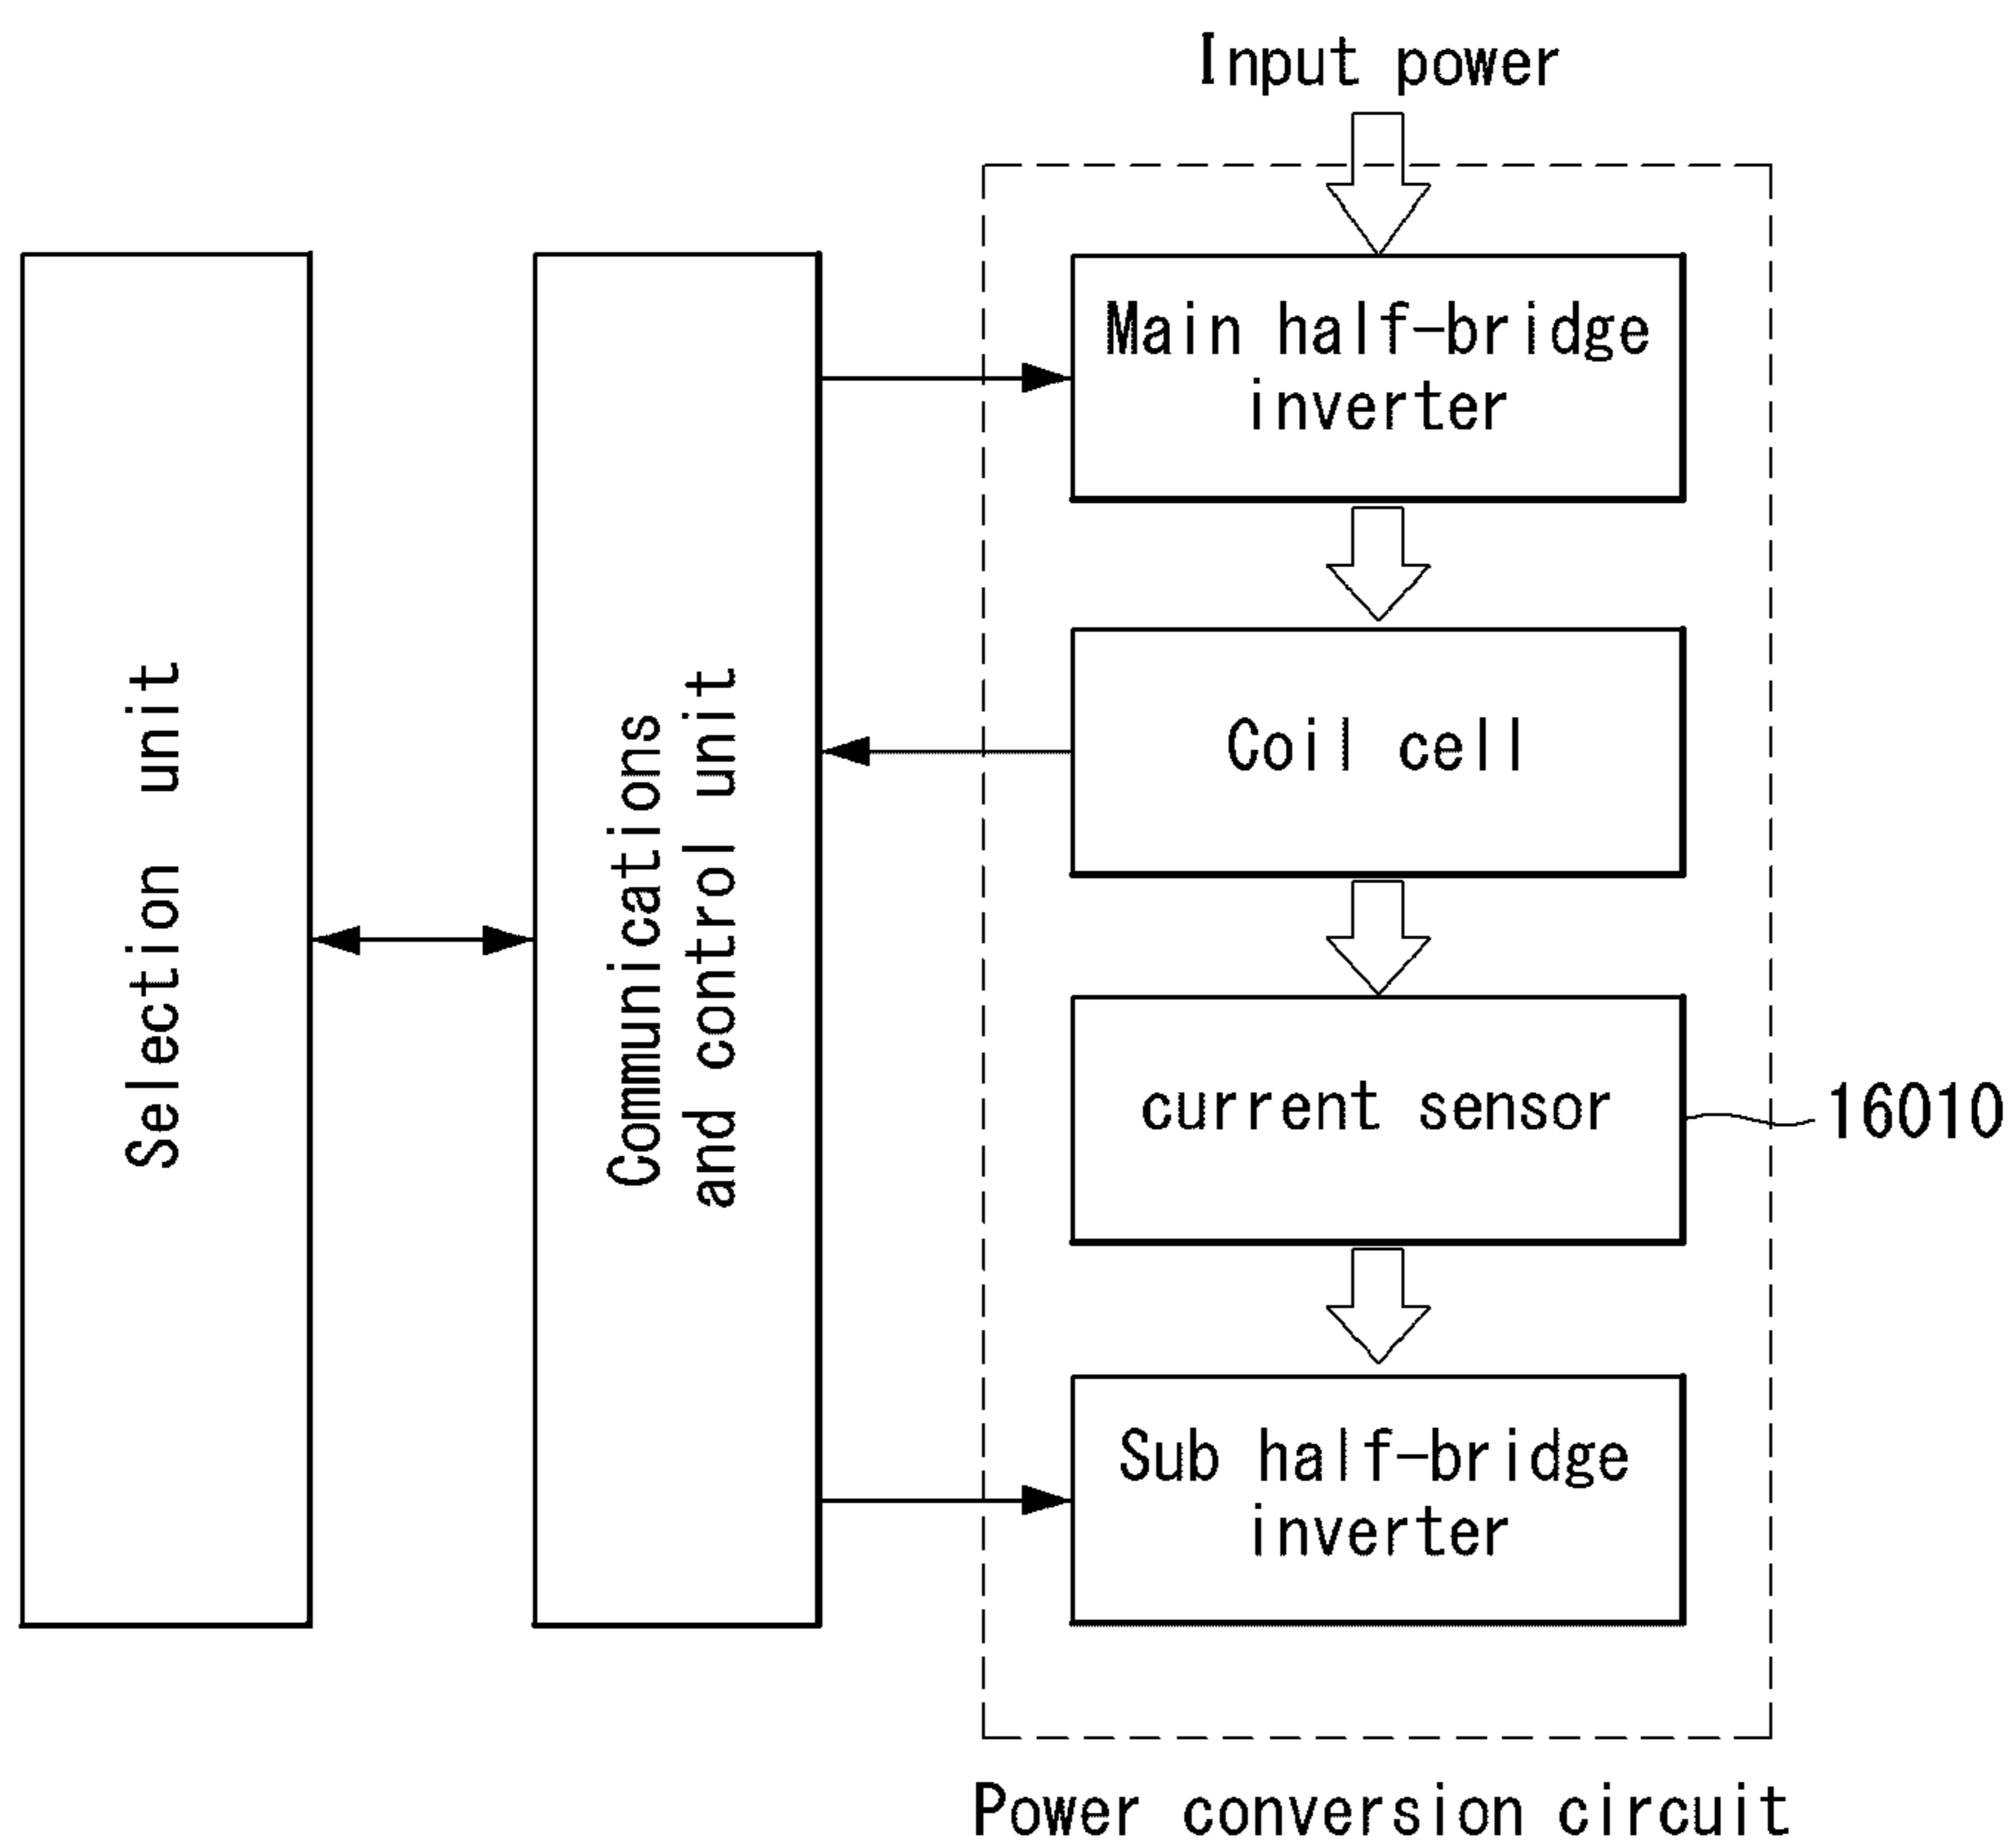 Input power
Selection unit
Communications
and control unit
Main half-bridge
inverter
Coil cell
current sensor
16010
Sub half-bridge
inverter
Power conversion circuit